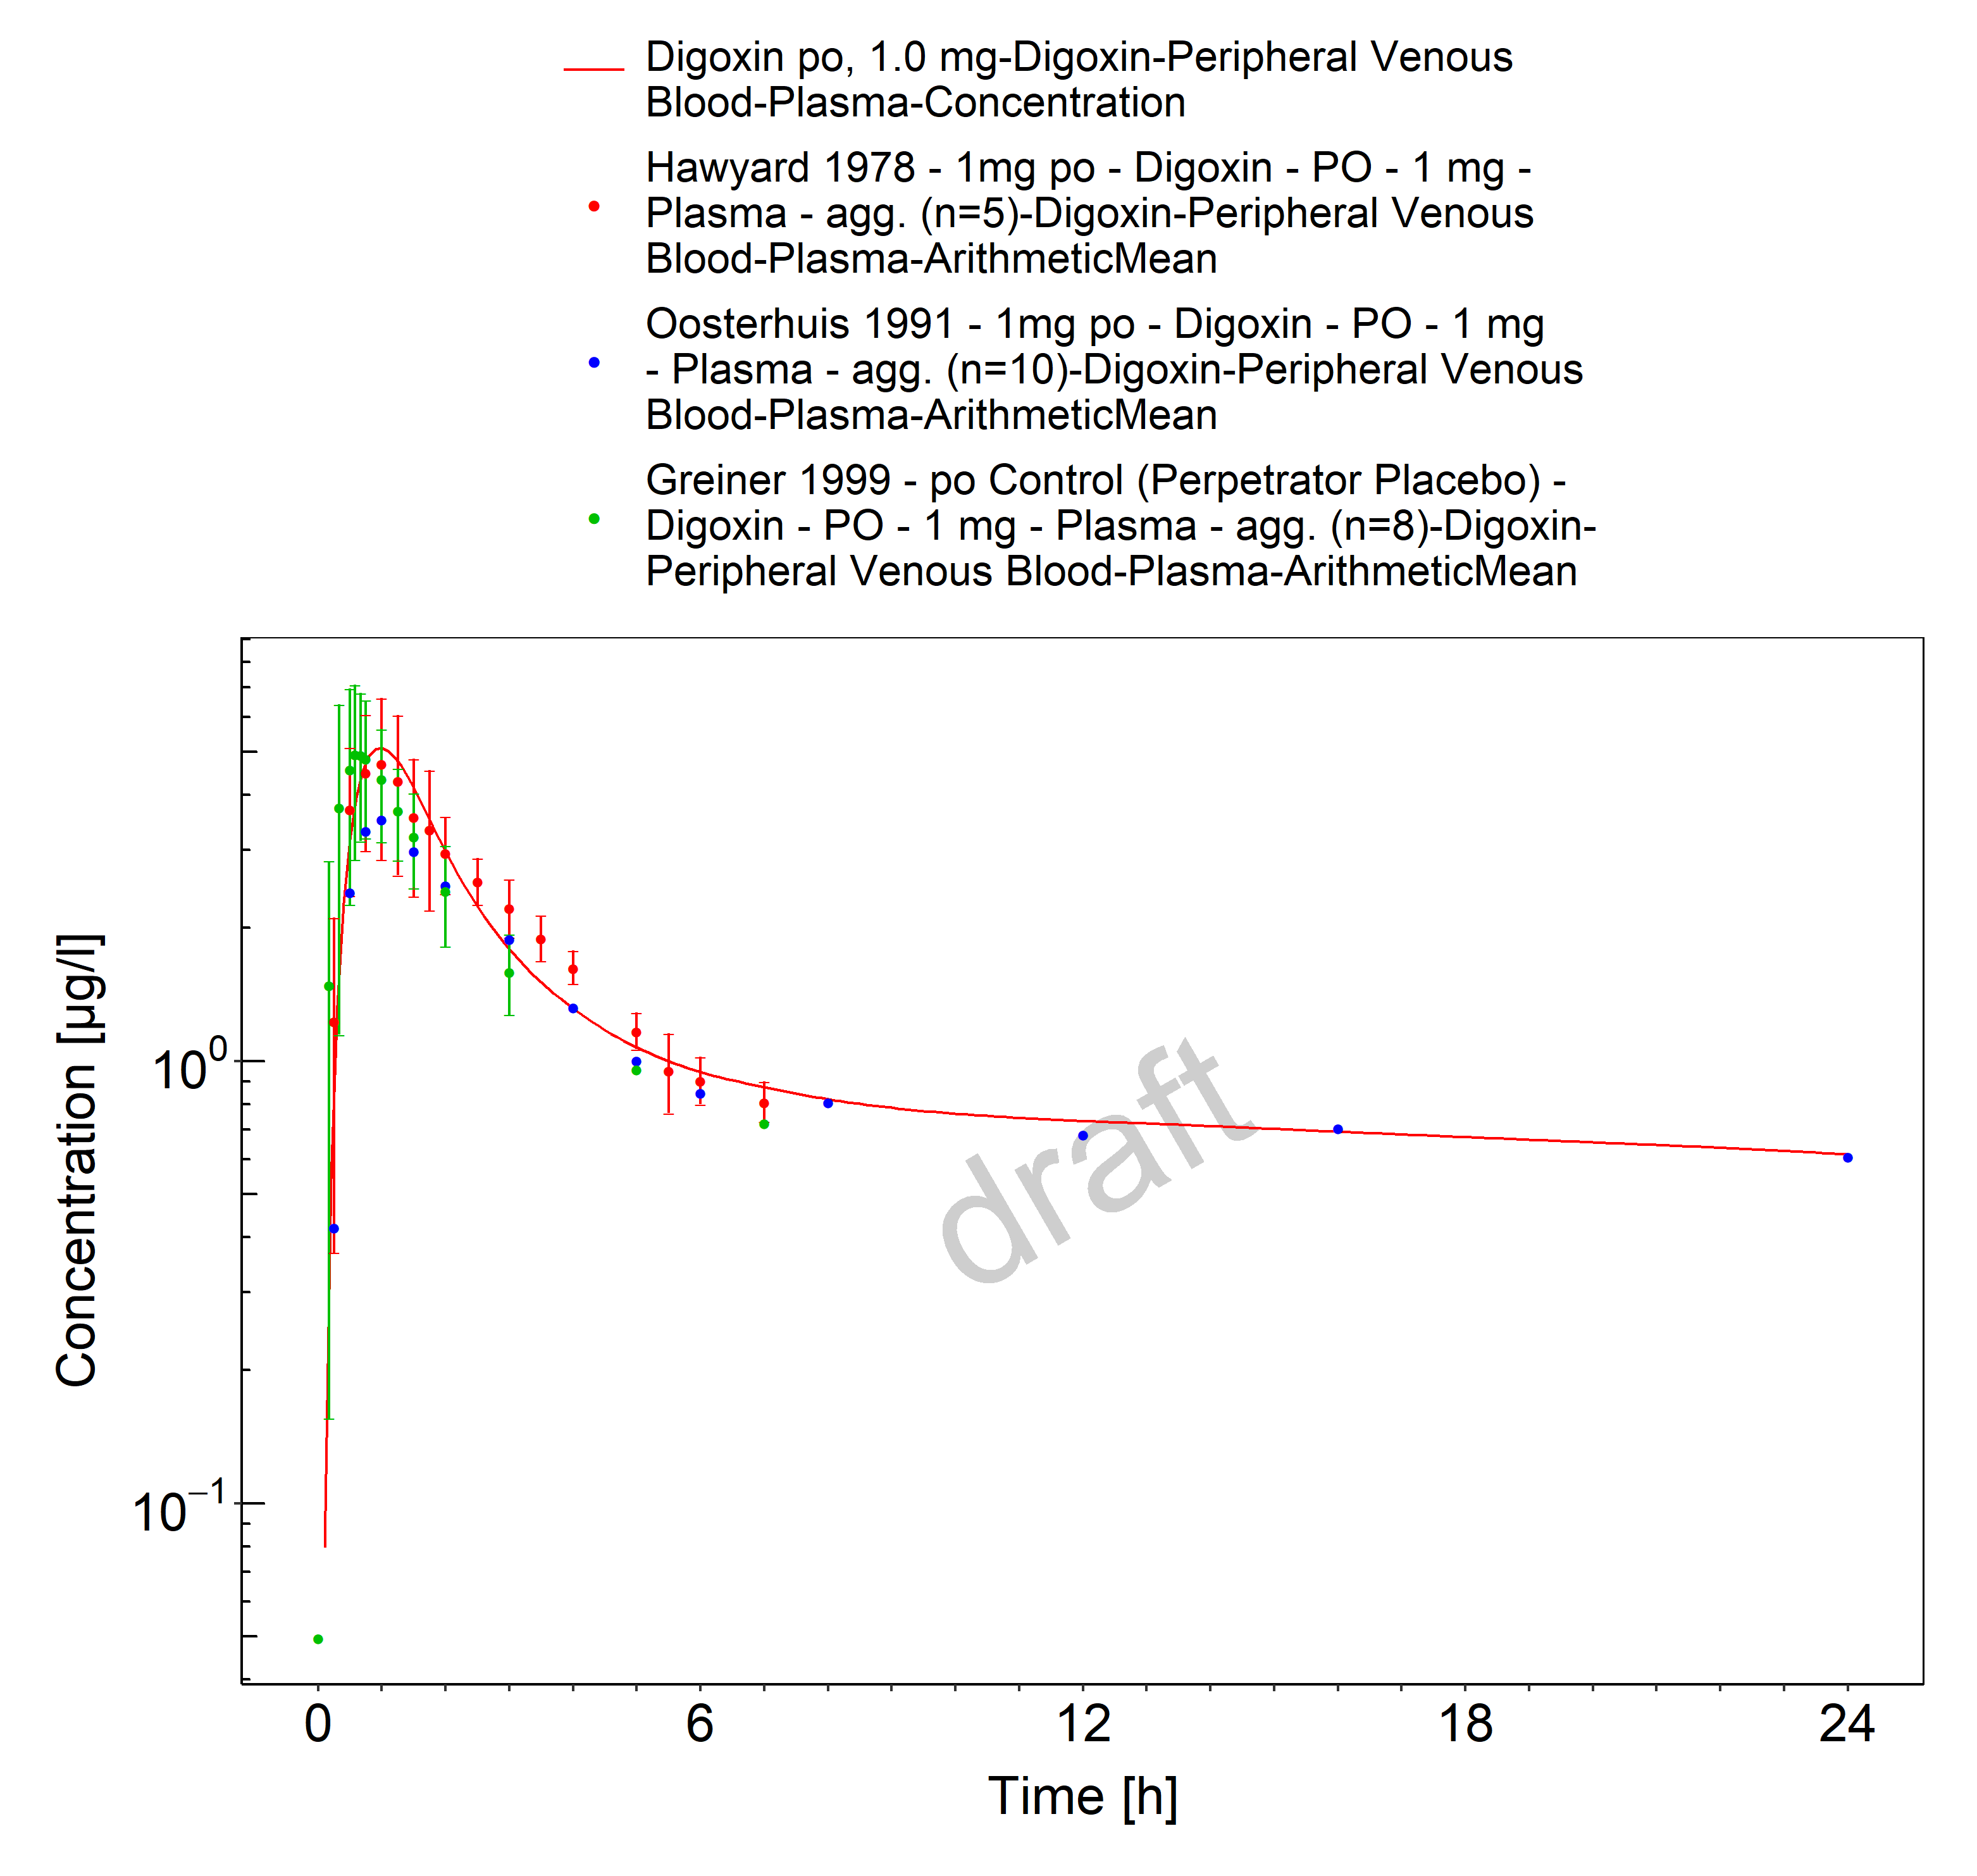 Digoxin po, 1.0 mg-Digoxin-Peripheral Venous
Blood-Plasma-Concentration
Hawyard 1978 - 1mg po - Digoxin - PO - 1 mg -
Plasma - agg. (n=5)-Digoxin-Peripheral Venous
Blood-Plasma-ArithmeticMean
Oosterhuis 1991 - 1mg po - Digoxin - PO - 1 mg
- Plasma - agg. (n=10)-Digoxin-Peripheral Venous
Blood-Plasma-ArithmeticMean
Greiner 1999 - po Control (Perpetrator Placebo) -
Digoxin - PO - 1 mg - Plasma - agg. (n=8)-Digoxin-
Peripheral Venous Blood-Plasma-ArithmeticMean
Concentration [µg/l]
10⁰
10⁻¹
draft
0 6 12 18 24
Time [h]